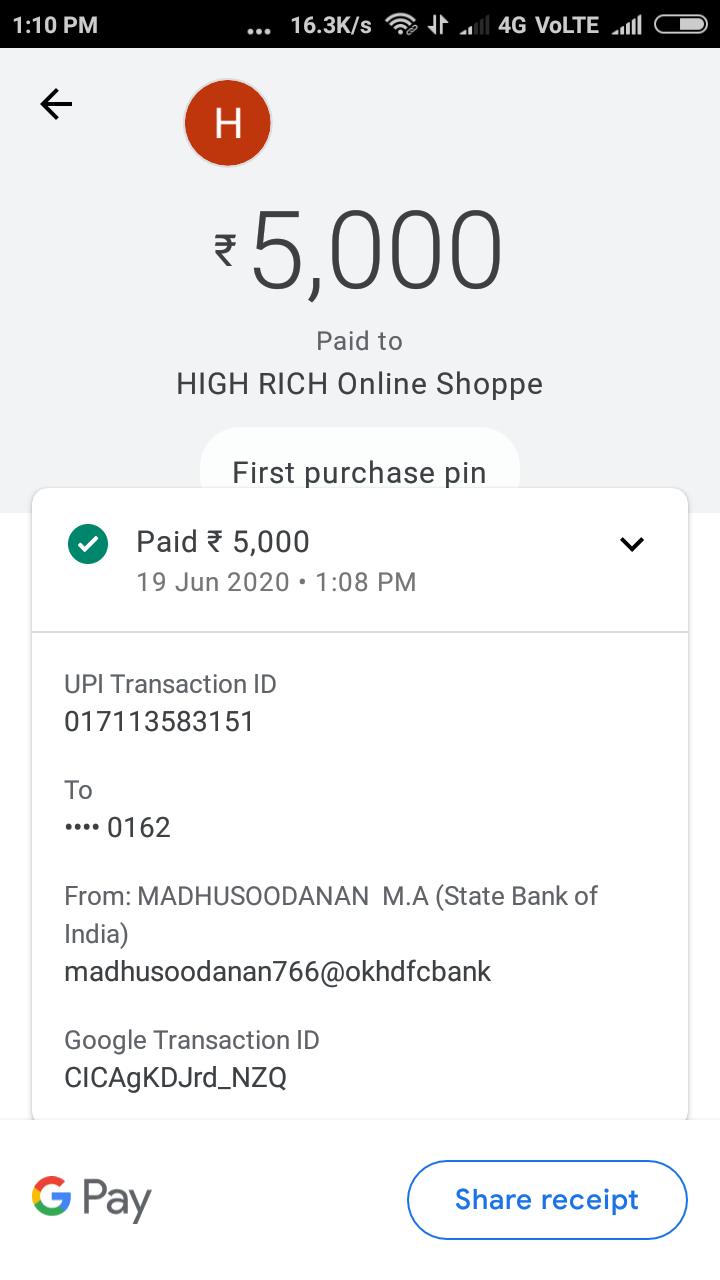 1:10 PM ... 16.3K/s 4G VoLTE
H
₹5,000
Paid to
HIGH RICH Online Shoppe
First purchase pin
Paid ₹ 5,000
19 Jun 2020 • 1:08 PM
UPI Transaction ID
017113583151
To
•••• 0162
From: MADHUSOODANAN M.A (State Bank of
India)
madhusoodanan766@okhdfcbank
Google Transaction ID
CICAgKDJrd_NZQ
G Pay Share receipt